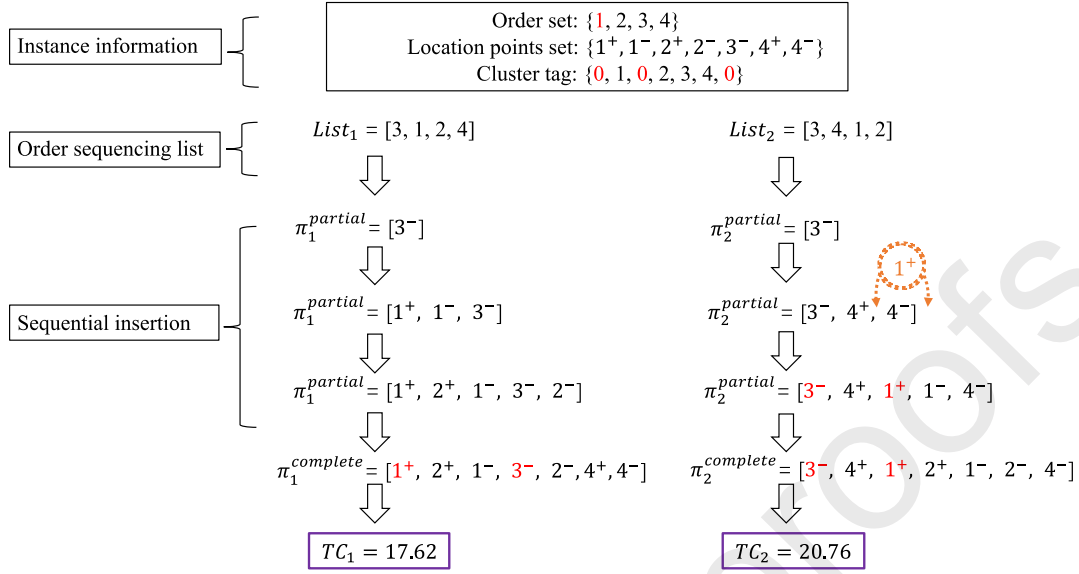 Order set: {1, 2, 3, 4}
Instance information
Location points set: {1⁺, 1⁻, 2⁺, 2⁻, 3⁻, 4⁺, 4⁻}
Cluster tag: {0, 1, 0, 2, 3, 4, 0}
Order sequencing list
List₁ = [3, 1, 2, 4]
List₂ = [3, 4, 1, 2]
π₁^partial = [3⁻]
π₂^partial = [3⁻]
1⁺
Sequential insertion
π₁^partial = [1⁺, 1⁻, 3⁻]
π₂^partial = [3⁻, 4⁺, 4⁻]
π₁^partial = [1⁺, 2⁺, 1⁻, 3⁻, 2⁻]
π₂^partial = [3⁻, 4⁺, 1⁺, 1⁻, 4⁻]
π₁^complete = [1⁺, 2⁺, 1⁻, 3⁻, 2⁻, 4⁺, 4⁻]
π₂^complete = [3⁻, 4⁺, 1⁺, 2⁺, 1⁻, 2⁻, 4⁻]
TC₁ = 17.62
TC₂ = 20.76
roofs